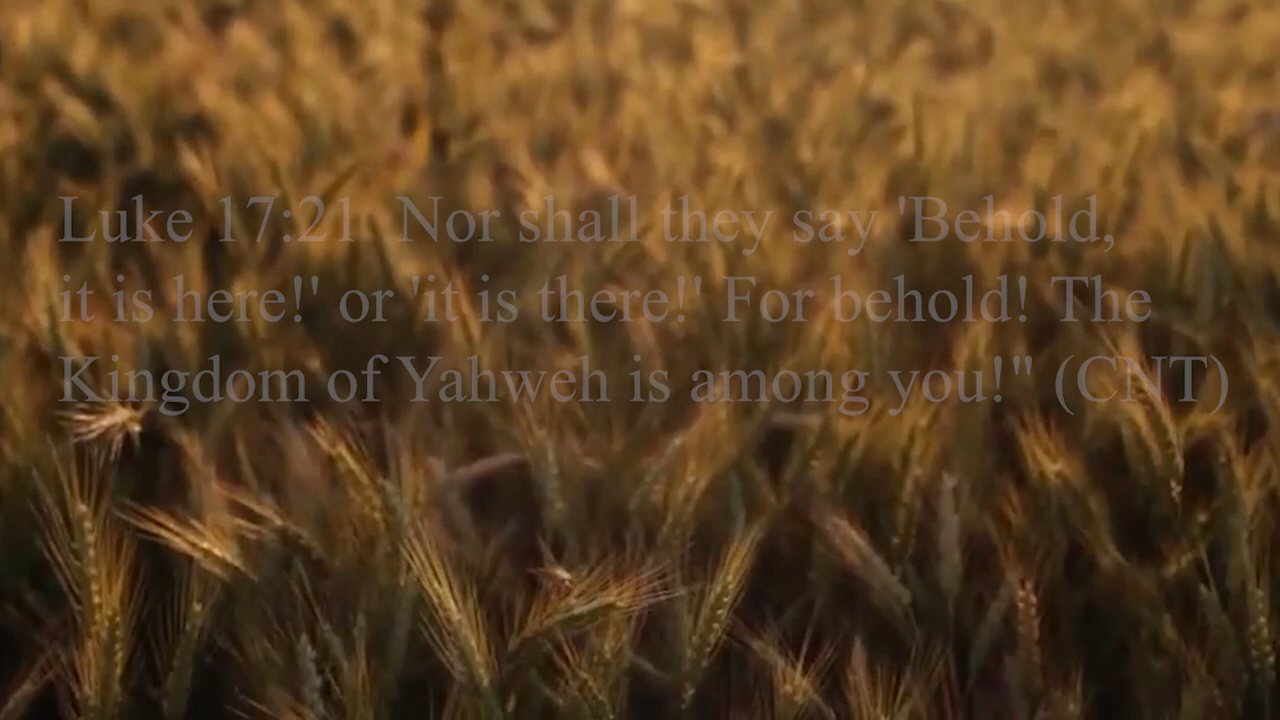 Luke 17:21  Nor shall they say 'Behold,
it is here!' or 'it is there!' For behold! The
Kingdom of Yahweh is among you!" (CNT)